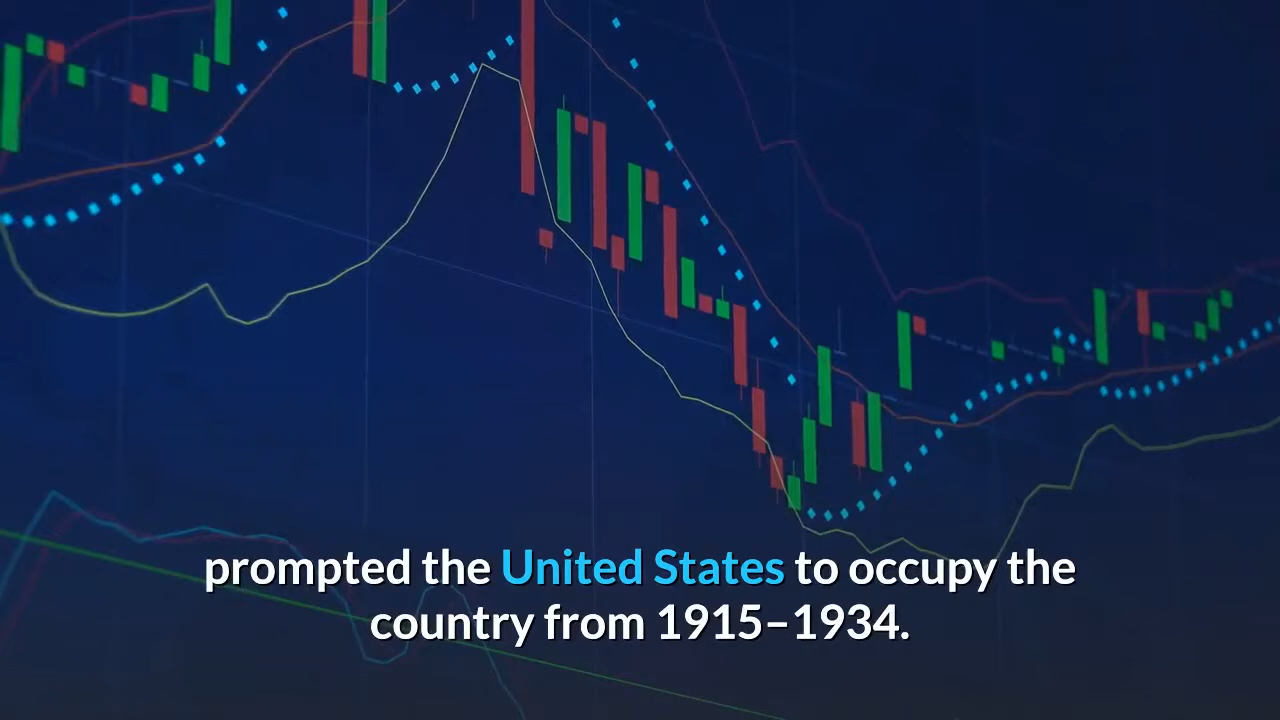 prompted the United States to occupy the
country from 1915–1934.